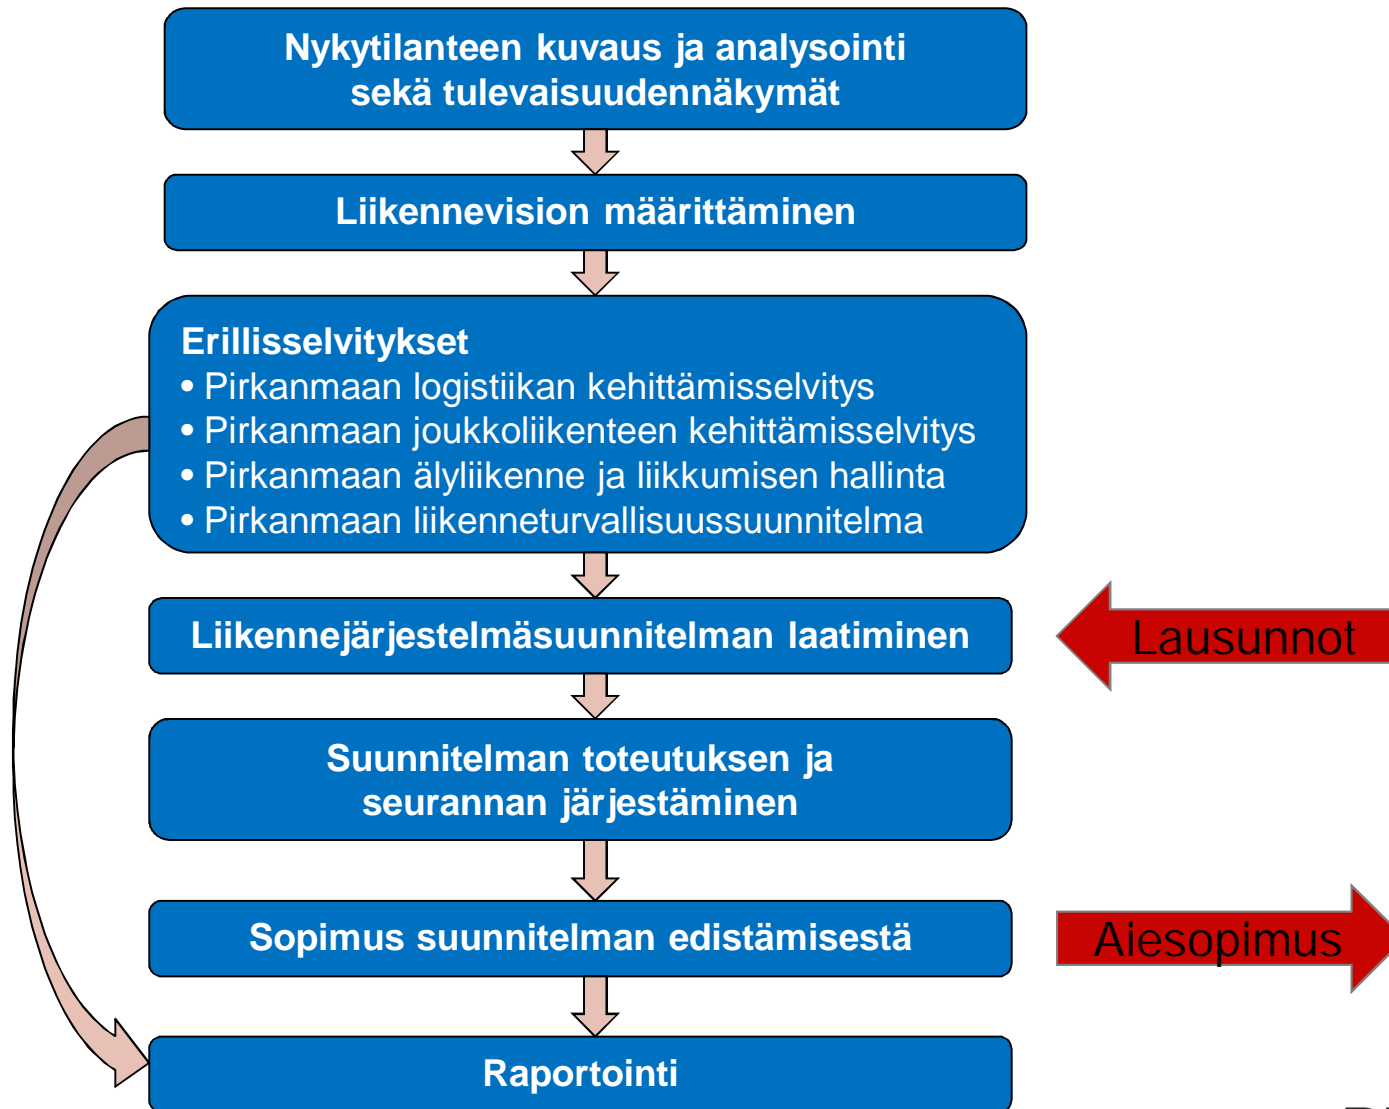 Nykytilanteen kuvaus ja analysointi
sekä tulevaisuudennäkymät
Liikennevision määrittäminen
Erillisselvitykset
• Pirkanmaan logistiikan kehittämisselvitys
• Pirkanmaan joukkoliikenteen kehittämisselvitys
• Pirkanmaan älyliikenne ja liikkumisen hallinta
• Pirkanmaan liikenneturvallisuussuunnitelma
Liikennejärjestelmäsuunnitelman laatiminen
Lausunnot
Suunnitelman toteutuksen ja
seurannan järjestäminen
Sopimus suunnitelman edistämisestä
Aiesopimus
Raportointi